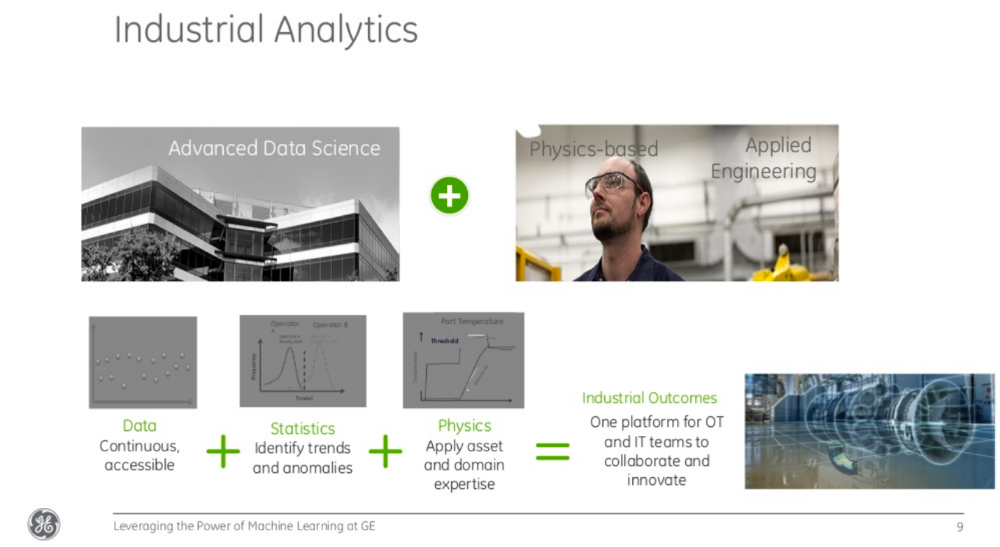 Industrial Analytics
Advanced Data Science
Physics-based
Applied
Engineering
Operator
A
Operator B
Frequency
Part Temperature
Threshold
Temperature
Data
Continuous,
accessible
Statistics
Identify trends
and anomalies
Physics
Apply asset
and domain
expertise
Industrial Outcomes
One platform for OT
and IT teams to
collaborate and
innovate
GE
Leveraging the Power of Machine Learning at GE
9